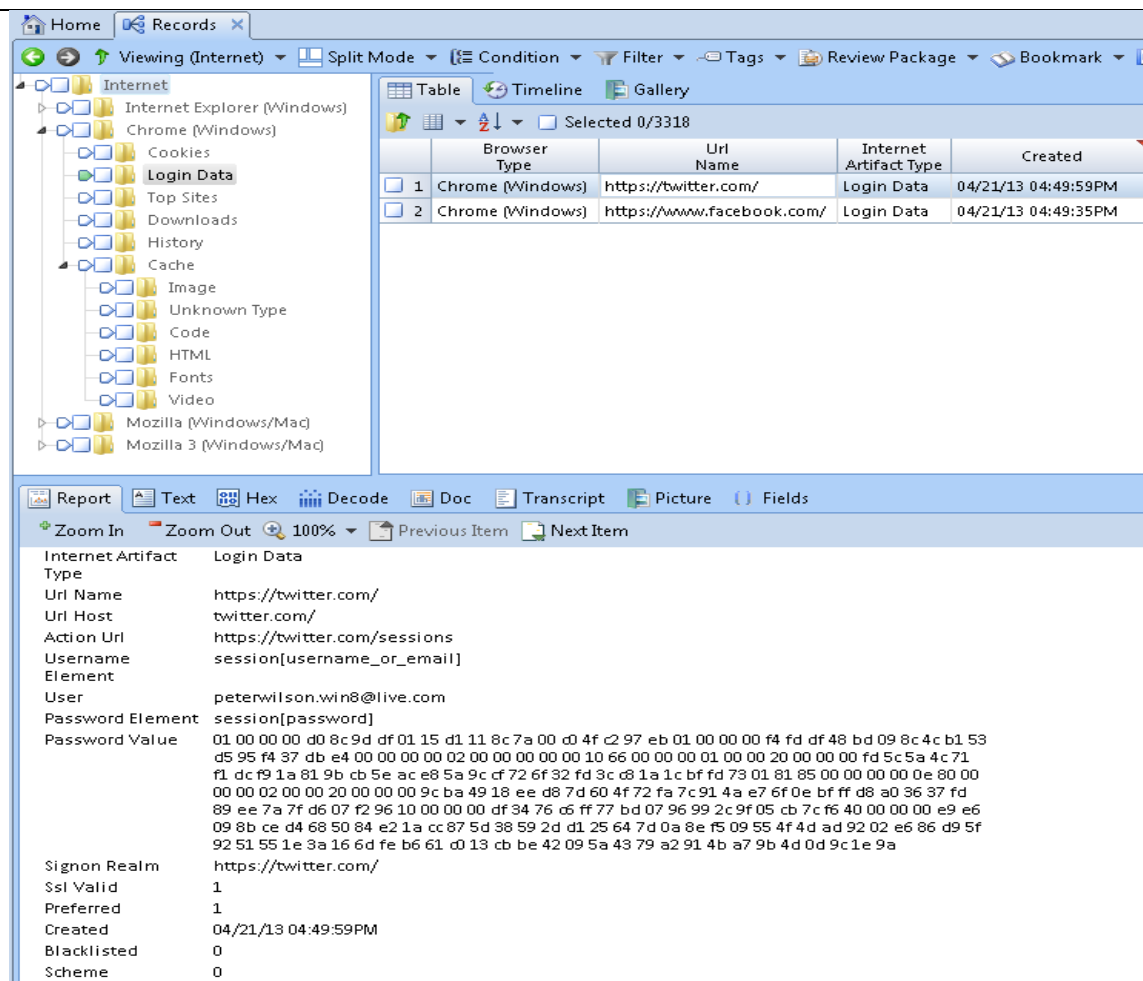 Home Records
Viewing (Internet) Split Mode Condition Filter Tags Review Package Bookmark
Internet
Internet Explorer (Windows)
Chrome (Windows)
Cookies
Login Data
Top Sites
Downloads
History
Cache
Image
Unknown Type
Code
HTML
Fonts
Video
Mozilla (Windows/Mac)
Mozilla 3 (Windows/Mac)
Table Timeline Gallery
Selected 0/3318
Browser Type Url Name Internet Artifact Type Created
1 Chrome (Windows) https://twitter.com/ Login Data 04/21/13 04:49:59PM
2 Chrome (Windows) https://www.facebook.com/ Login Data 04/21/13 04:49:35PM
Report Text Hex Decode Doc Transcript Picture Fields
Zoom In Zoom Out 100% Previous Item Next Item
Internet Artifact Type Login Data
Url Name https://twitter.com/
Url Host twitter.com/
Action Url https://twitter.com/sessions
Username Element session[username_or_email]
User peterwilson.win8@live.com
Password Element session[password]
Password Value 01 00 00 00 d0 8c 9d df 01 15 d1 11 8c 7a 00 c0 4f c2 97 eb 01 00 00 00 f4 fd df 48 bd 09 8c 4c b1 53
d5 95 f4 37 db e4 00 00 00 00 02 00 00 00 00 00 10 66 00 00 00 01 00 00 20 00 00 00 fd 5c 5a 4c 71
f1 dc f9 1a 81 9b cb 5e ac e8 5a 9c cf 72 6f 32 fd 3c c8 1a 1c bf fd 73 01 81 85 00 00 00 00 0e 80 00
00 00 02 00 00 20 00 00 00 9c ba 49 18 ee d8 7d 60 4f 72 fa 7c 91 4a e7 6f 0e bf ff d8 a0 36 37 fd
89 ee 7a 7f d6 07 f2 96 10 00 00 00 df 34 76 c6 ff 77 bd 07 96 99 2c 9f 05 cb 7c f6 40 00 00 00 e9 e6
09 8b ce d4 68 50 84 e2 1a cc 87 5d 38 59 2d d1 25 64 7d 0a 8e f5 09 55 4f 4d ad 92 02 e6 86 d9 5f
92 51 55 1e 3a 16 6d fe b6 61 c0 13 cb be 42 09 5a 43 79 a2 91 4b a7 9b 4d 0d 9c 1e 9a
Signon Realm https://twitter.com/
Ssl Valid 1
Preferred 1
Created 04/21/13 04:49:59PM
Blacklisted 0
Scheme 0